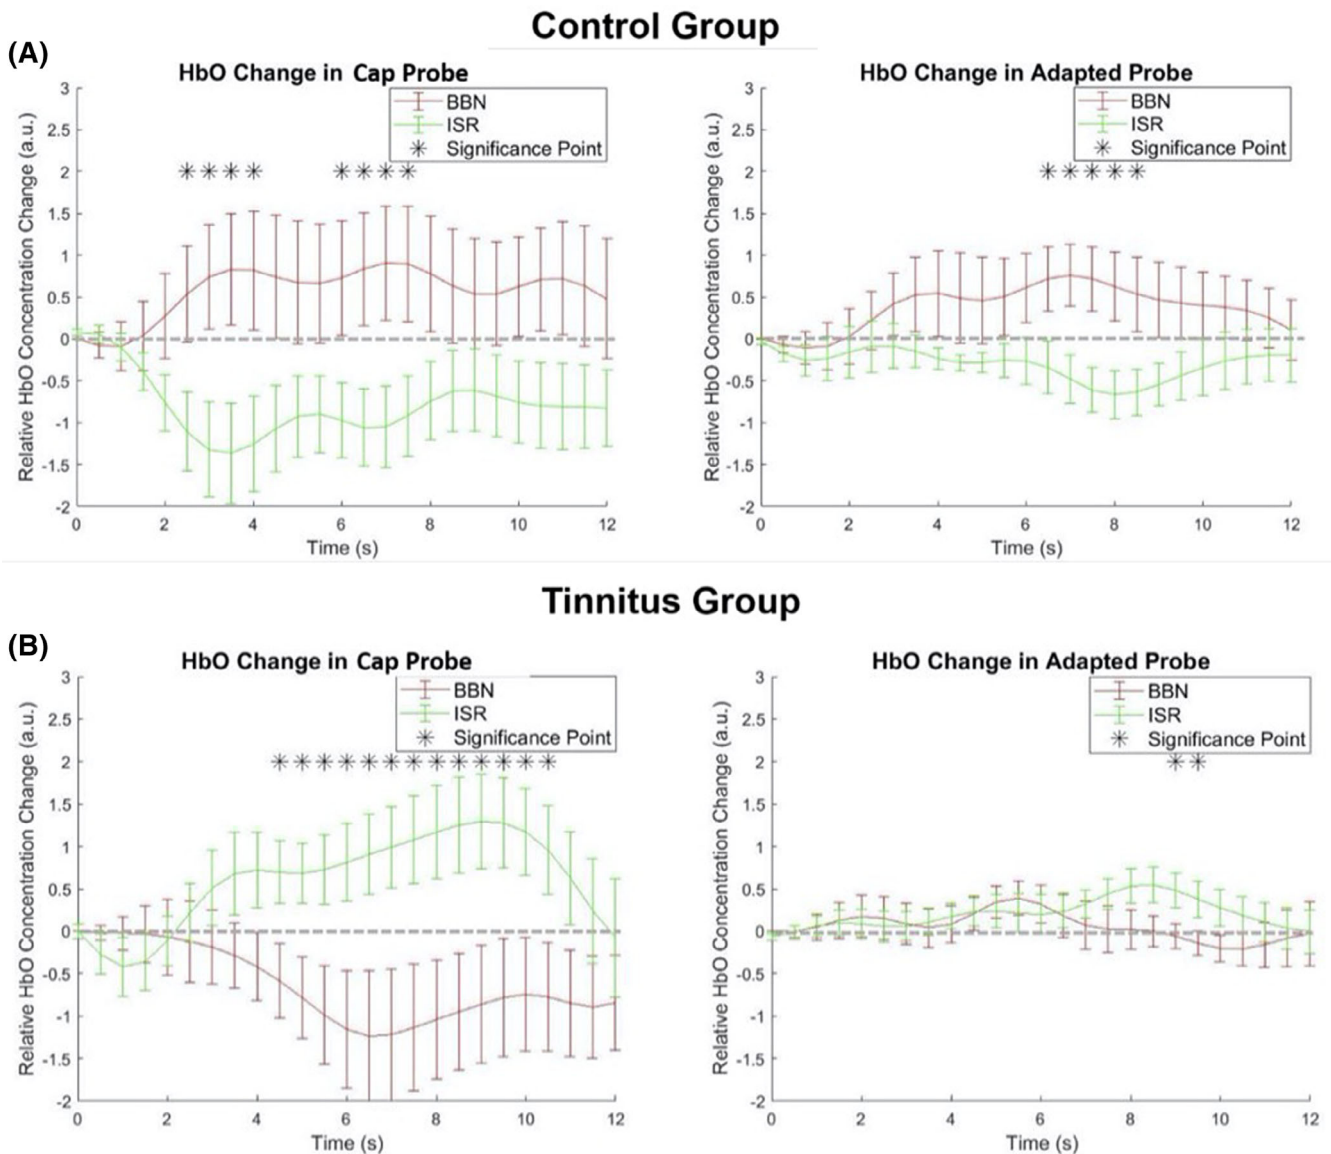 Control Group
(A)
HbO Change in Cap Probe
BBN
ISR
Significance Point
Relative HbO Concentration Change (a.u.)
3
2.5
2
1.5
1
0.5
0
-0.5
-1
-1.5
-2
0 2 4 6 8 10 12
Time (s)
HbO Change in Adapted Probe
BBN
ISR
Significance Point
Relative HbO Concentration Change (a.u.)
3
2.5
2
1.5
1
0.5
0
-0.5
-1
-1.5
-2
0 2 4 6 8 10 12
Time (s)
Tinnitus Group
(B)
HbO Change in Cap Probe
BBN
ISR
Significance Point
Relative HbO Concentration Change (a.u.)
3
2.5
2
1.5
1
0.5
0
-0.5
-1
-1.5
-2
0 2 4 6 8 10 12
Time (s)
HbO Change in Adapted Probe
BBN
ISR
Significance Point
Relative HbO Concentration Change (a.u.)
3
2.5
2
1.5
1
0.5
0
-0.5
-1
-1.5
-2
0 2 4 6 8 10 12
Time (s)